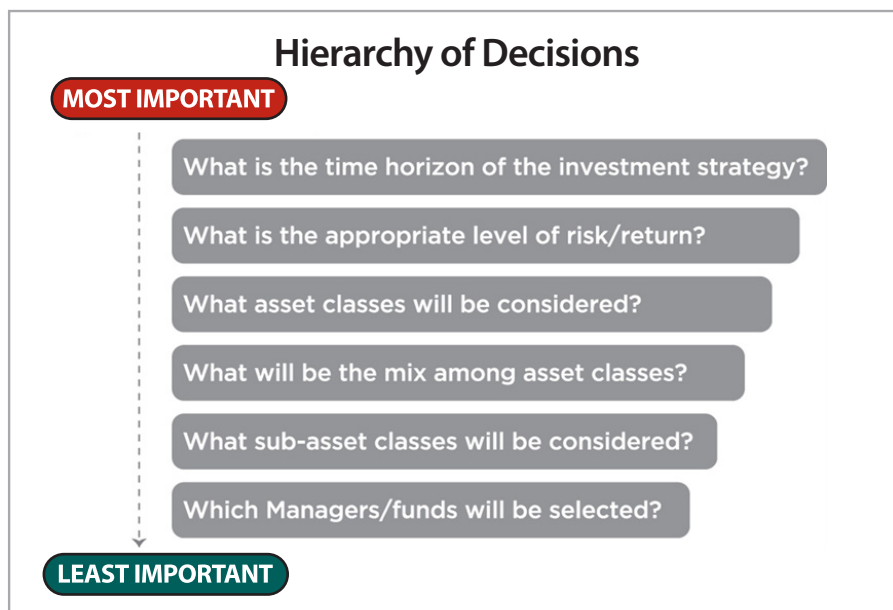 Hierarchy of Decisions
MOST IMPORTANT
What is the time horizon of the investment strategy?
What is the appropriate level of risk/return?
What asset classes will be considered?
What will be the mix among asset classes?
What sub-asset classes will be considered?
Which Managers/funds will be selected?
LEAST IMPORTANT